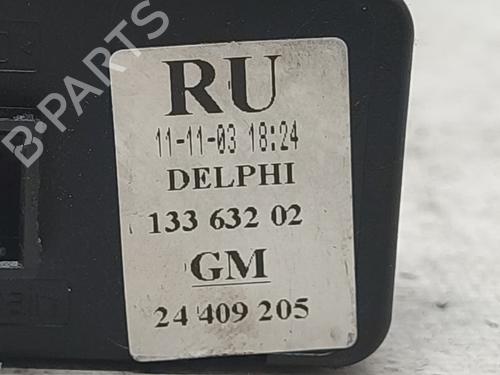 B-PARTS
RU
11-11-03 18:24
DELPHI
133 632 02
GM
24 409 205